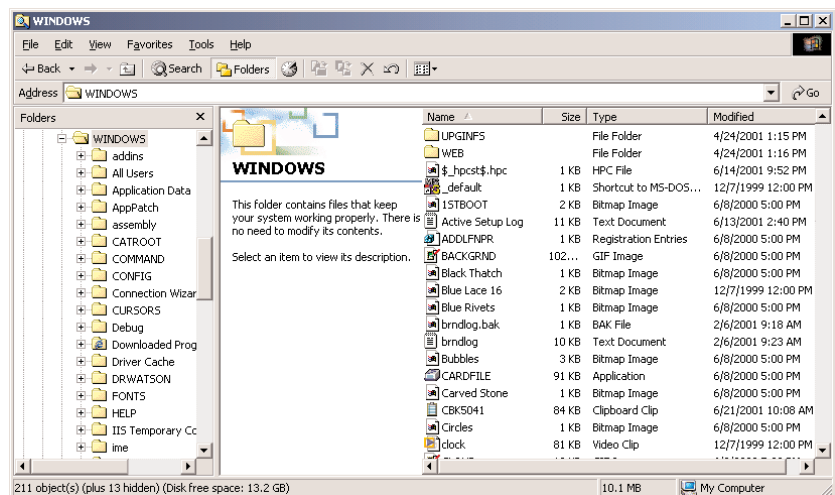 WINDOWS
File Edit View Favorites Tools Help
Back Search Folders
Address WINDOWS Go
Folders
WINDOWS
addins
All Users
Application Data
AppPatch
assembly
CATROOT
COMMAND
CONFIG
Connection Wizar
CURSORS
Debug
Downloaded Prog
Driver Cache
DRWATSON
FONTS
HELP
IIS Temporary Co
ime
WINDOWS
This folder contains files that keep
your system working properly. There is
no need to modify its contents.
Select an item to view its description.
Name Size Type Modified
UPGINFS File Folder 4/24/2001 1:15 PM
WEB File Folder 4/24/2001 1:16 PM
$_hpcst$.hpc 1 KB HPC File 6/14/2001 9:52 PM
_default 1 KB Shortcut to MS-DOS... 12/7/1999 12:00 PM
1STBOOT 2 KB Bitmap Image 6/8/2000 5:00 PM
Active Setup Log 11 KB Text Document 6/13/2001 2:40 PM
ADDLFNPR 1 KB Registration Entries 6/8/2000 5:00 PM
BACKGRND 102... GIF Image 6/8/2000 5:00 PM
Black Thatch 1 KB Bitmap Image 6/8/2000 5:00 PM
Blue Lace 16 2 KB Bitmap Image 12/7/1999 12:00 PM
Blue Rivets 1 KB Bitmap Image 6/8/2000 5:00 PM
brndlog.bak 1 KB BAK File 2/6/2001 9:18 AM
brndlog 10 KB Text Document 2/6/2001 9:23 AM
Bubbles 3 KB Bitmap Image 6/8/2000 5:00 PM
CARDFILE 91 KB Application 6/8/2000 5:00 PM
Carved Stone 1 KB Bitmap Image 6/8/2000 5:00 PM
CBK5041 84 KB Clipboard Clip 6/21/2001 10:08 AM
Circles 1 KB Bitmap Image 6/8/2000 5:00 PM
clock 81 KB Video Clip 12/7/1999 12:00 PM
211 object(s) (plus 13 hidden) (Disk free space: 13.2 GB) 10.1 MB My Computer